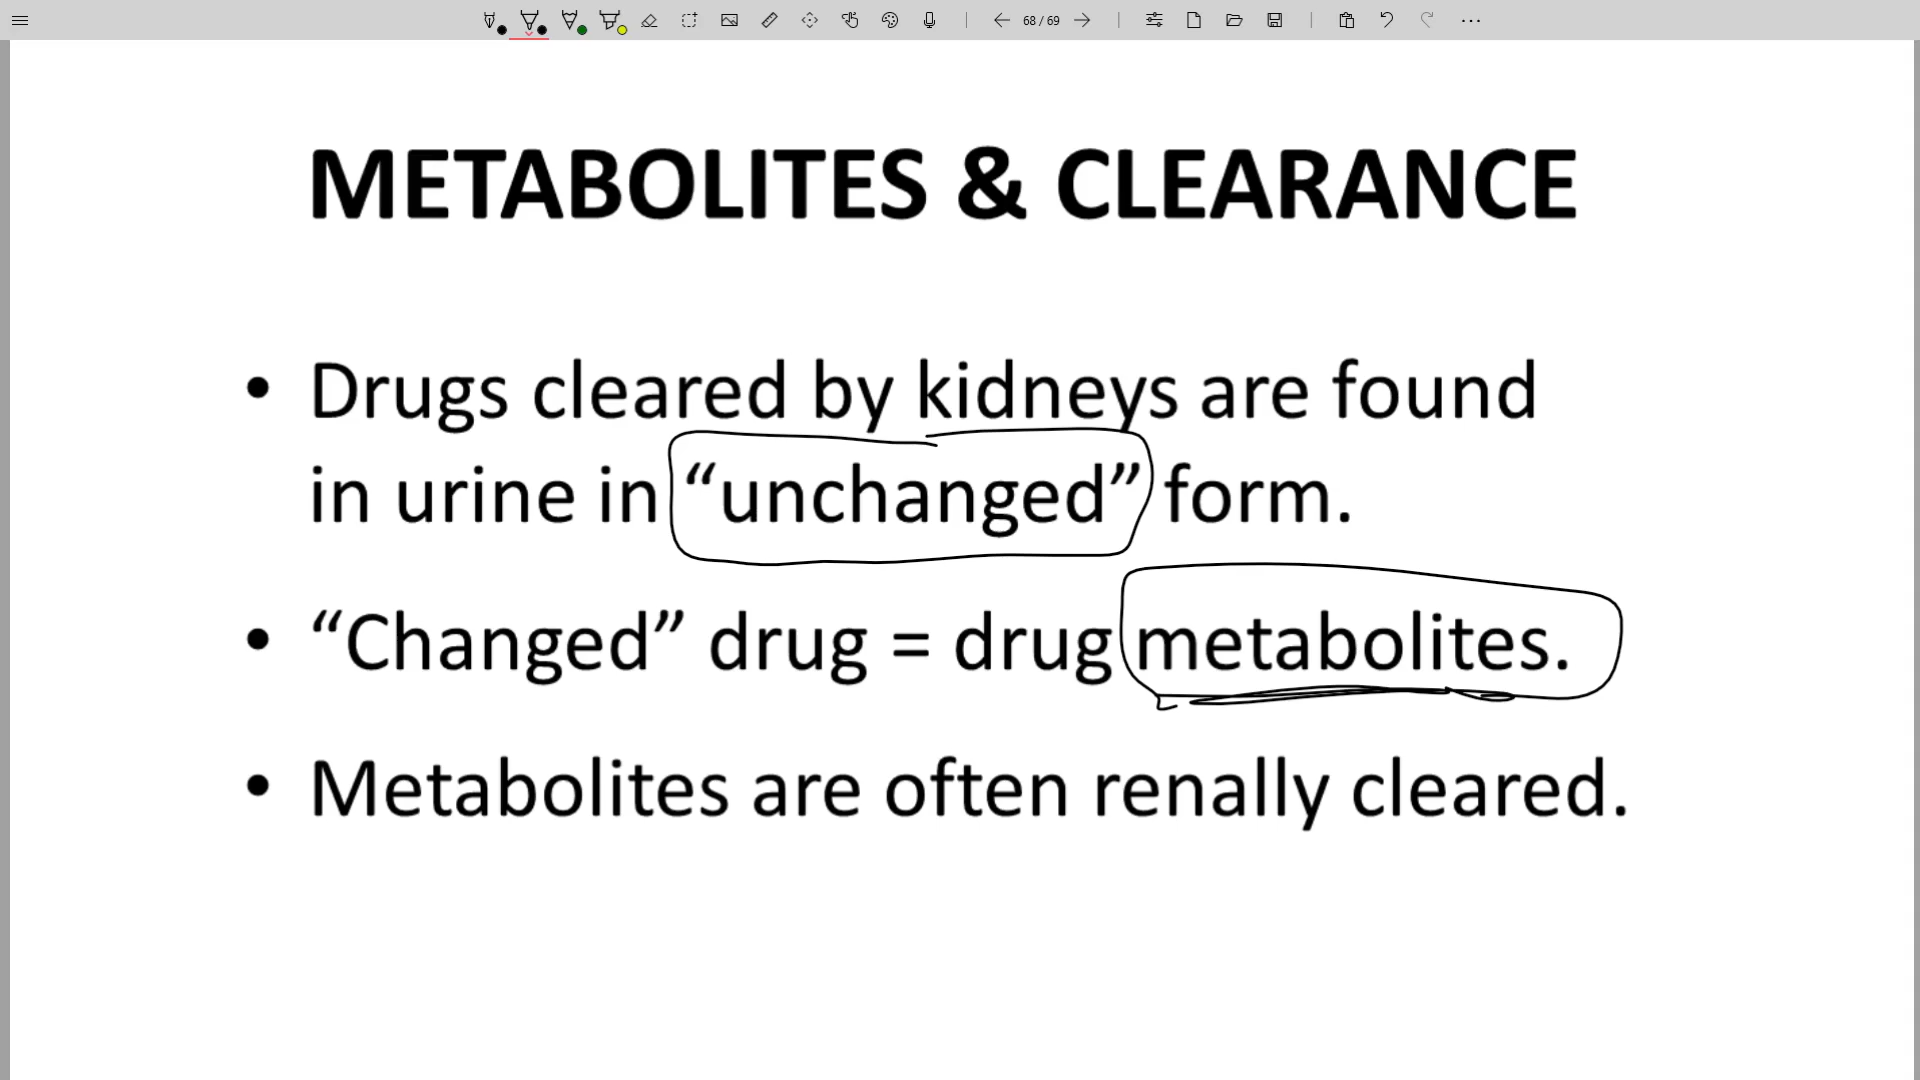 68 / 69
METABOLITES & CLEARANCE
• Drugs cleared by kidneys are found
in urine in “unchanged” form.
• “Changed” drug = drug metabolites.
• Metabolites are often renally cleared.